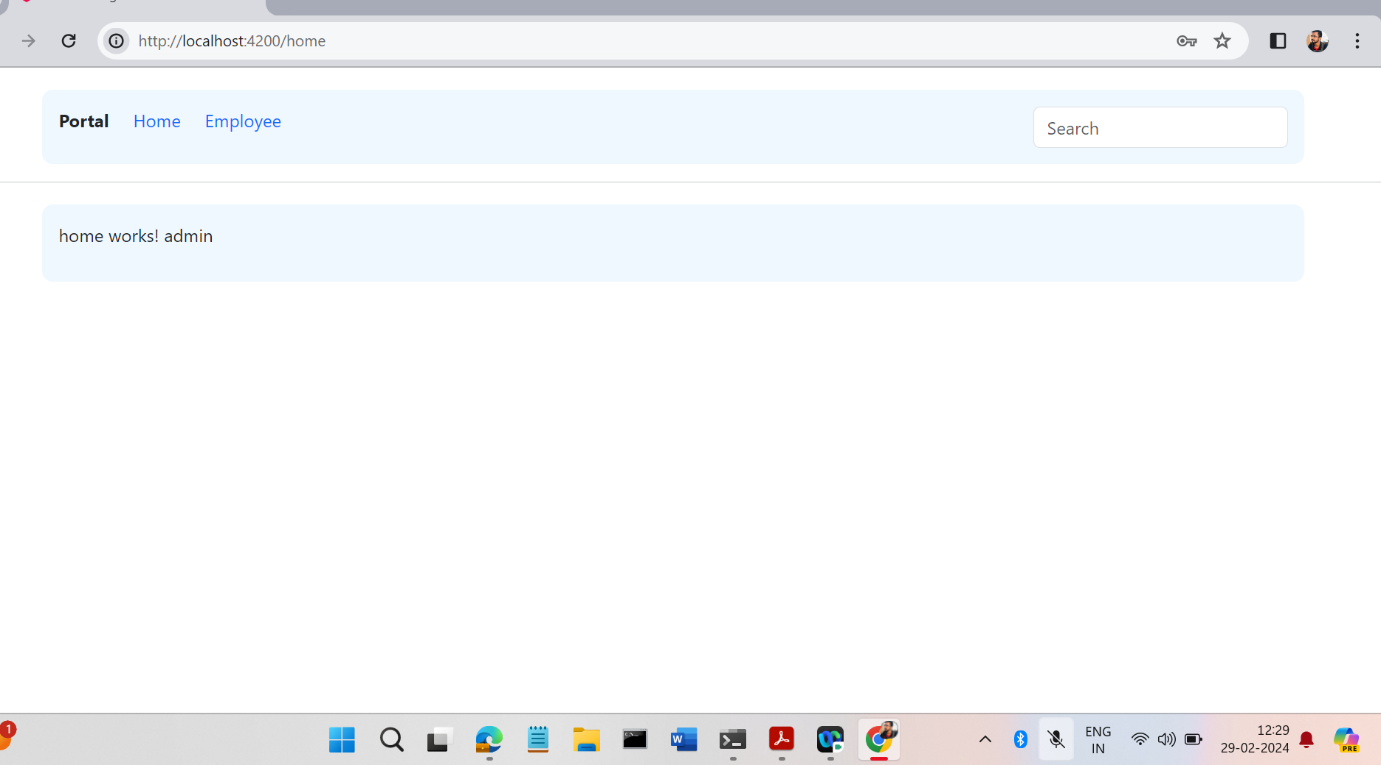 http://localhost:4200/home
Portal Home Employee Search
home works! admin
1
W
ENG
IN
12:29
29-02-2024
PRE